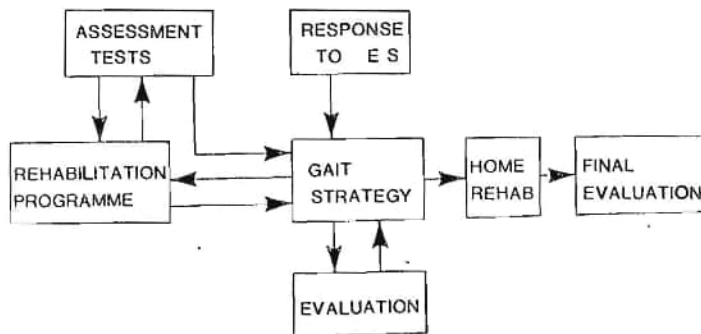 ASSESSMENT
TESTS
RESPONSE
TO E S
REHABILITATION
PROGRAMME
GAIT
STRATEGY
HOME
REHAB
FINAL
EVALUATION
EVALUATION